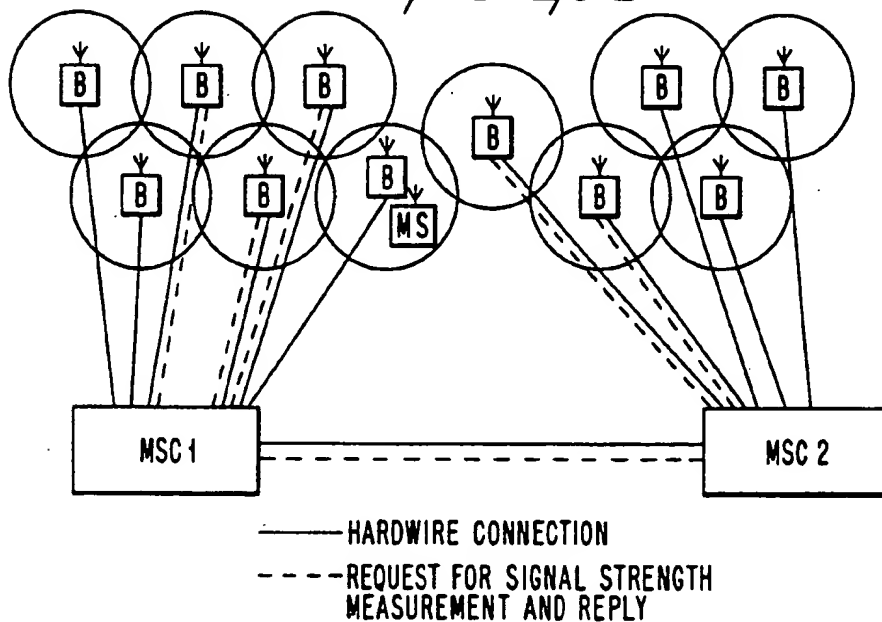 B B B B B
B
B B B B B
MS
MSC 1 MSC 2
HARDWIRE CONNECTION
REQUEST FOR SIGNAL STRENGTH
MEASUREMENT AND REPLY